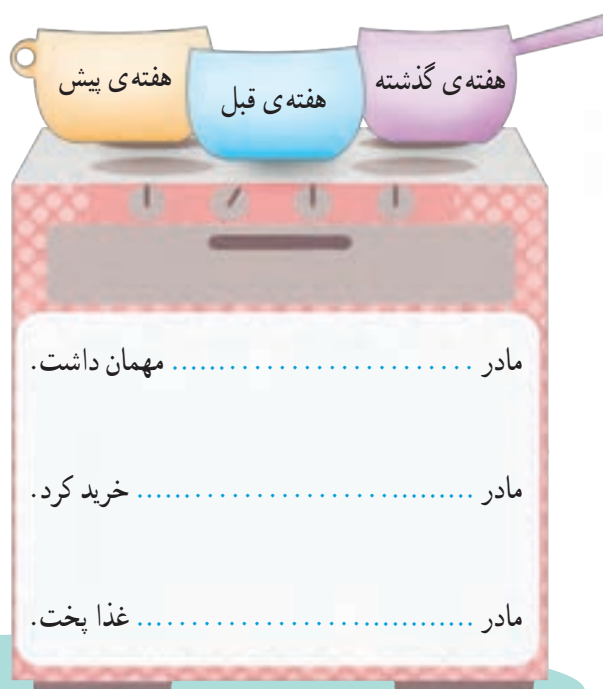 هفته‌ی گذشته
هفته‌ی قبل
هفته‌ی پیش
مادر ............................ مهمان داشت.
مادر ............................ خرید کرد.
مادر ............................ غذا پخت.